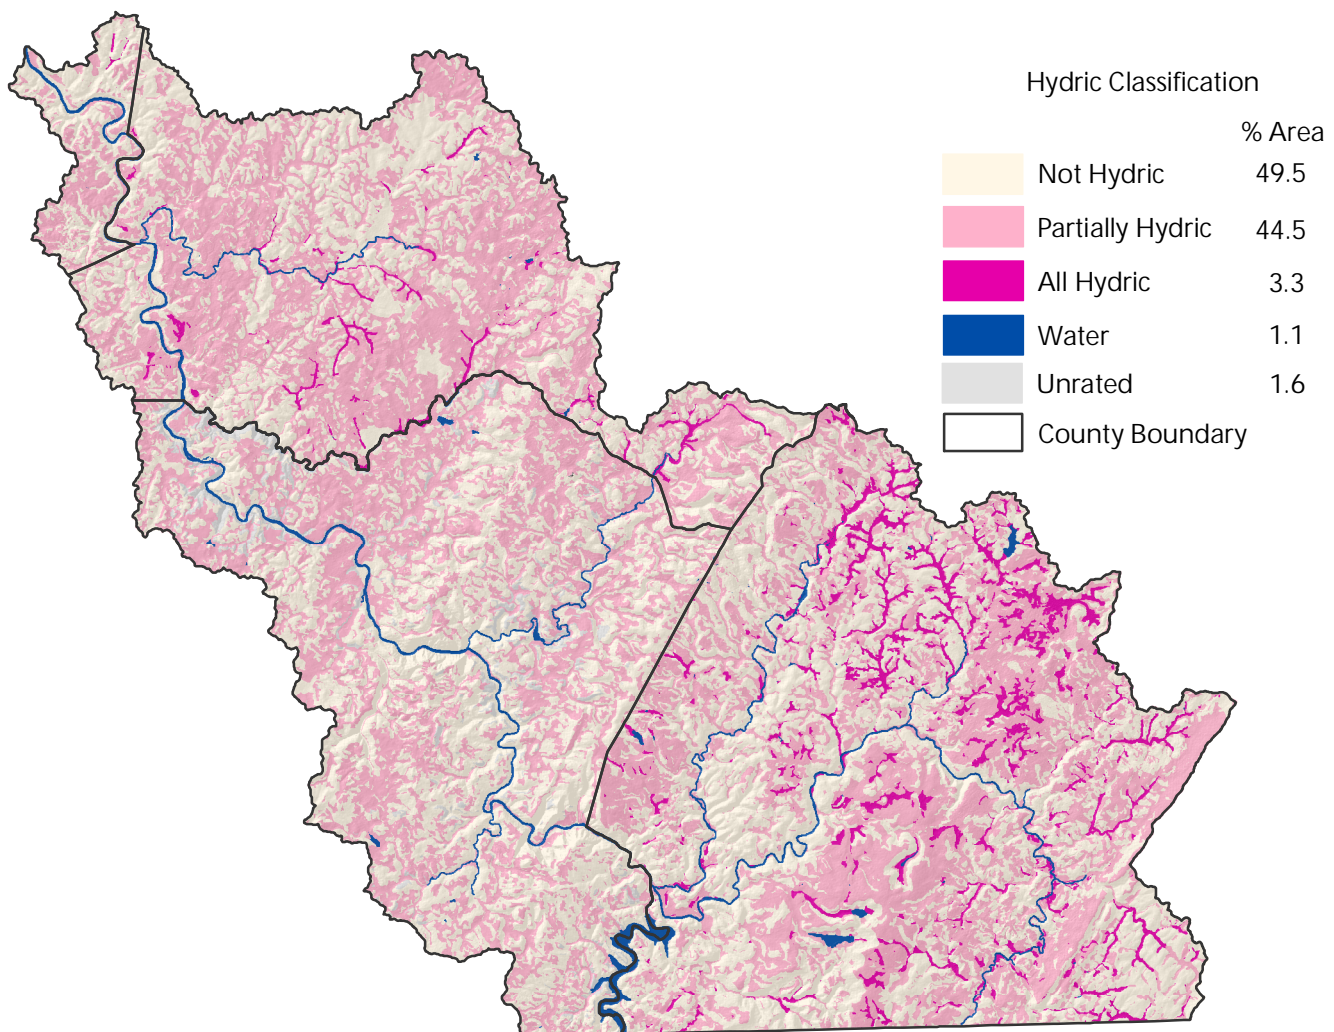 Hydric Classification
% Area
Not Hydric 49.5
Partially Hydric 44.5
All Hydric 3.3
Water 1.1
Unrated 1.6
County Boundary